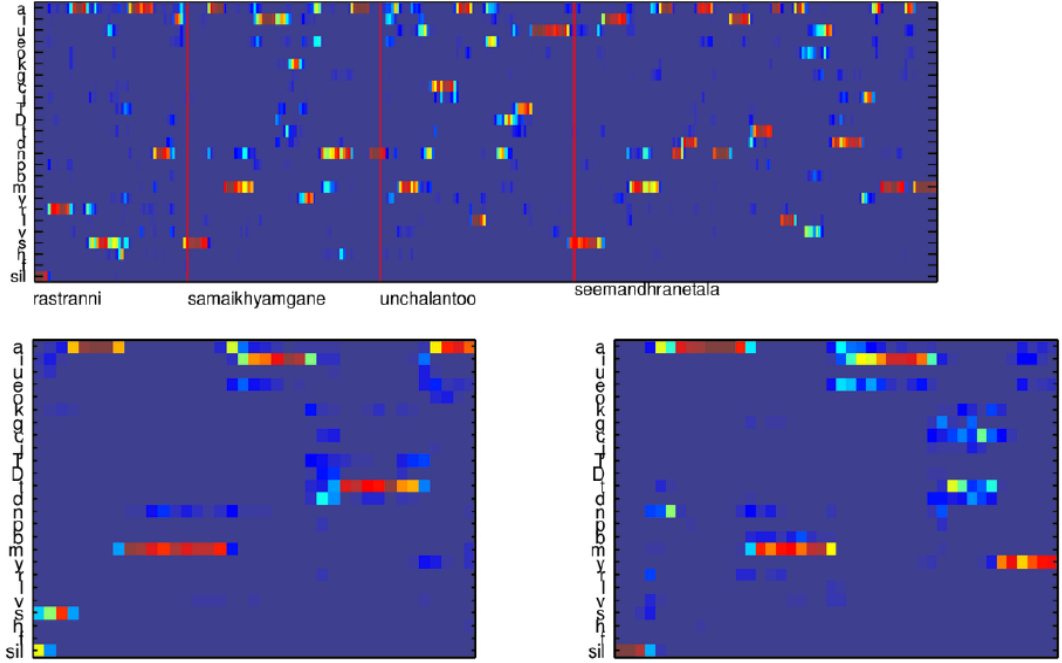 a
i
u
e
o
k
g
c
j
T
D
t
d
n
p
b
m
y
r
l
v
s
h
f
sil
rastranni
samaikhyamgane
unchalantoo
seemandhranetala
a
i
u
e
o
k
g
c
j
T
D
t
d
n
p
b
m
y
r
l
v
s
h
f
sil
a
i
u
e
o
k
g
c
j
T
D
t
d
n
p
b
m
y
r
l
v
s
h
f
sil